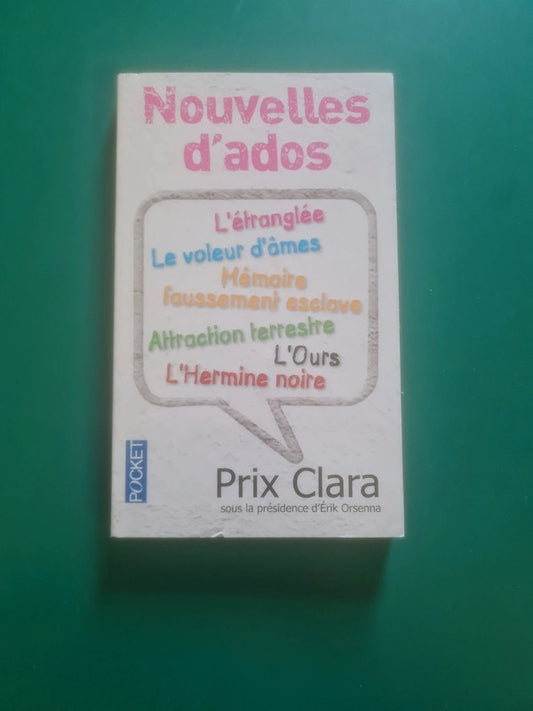 Nouvelles
d'ados
L'étranglée
Le voleur d'âmes
Mémoire
faussement esclave
Attraction terrestre
L'Ours
L'Hermine noire
POCKET
Prix Clara
sous la présidence d'Érik Orsenna